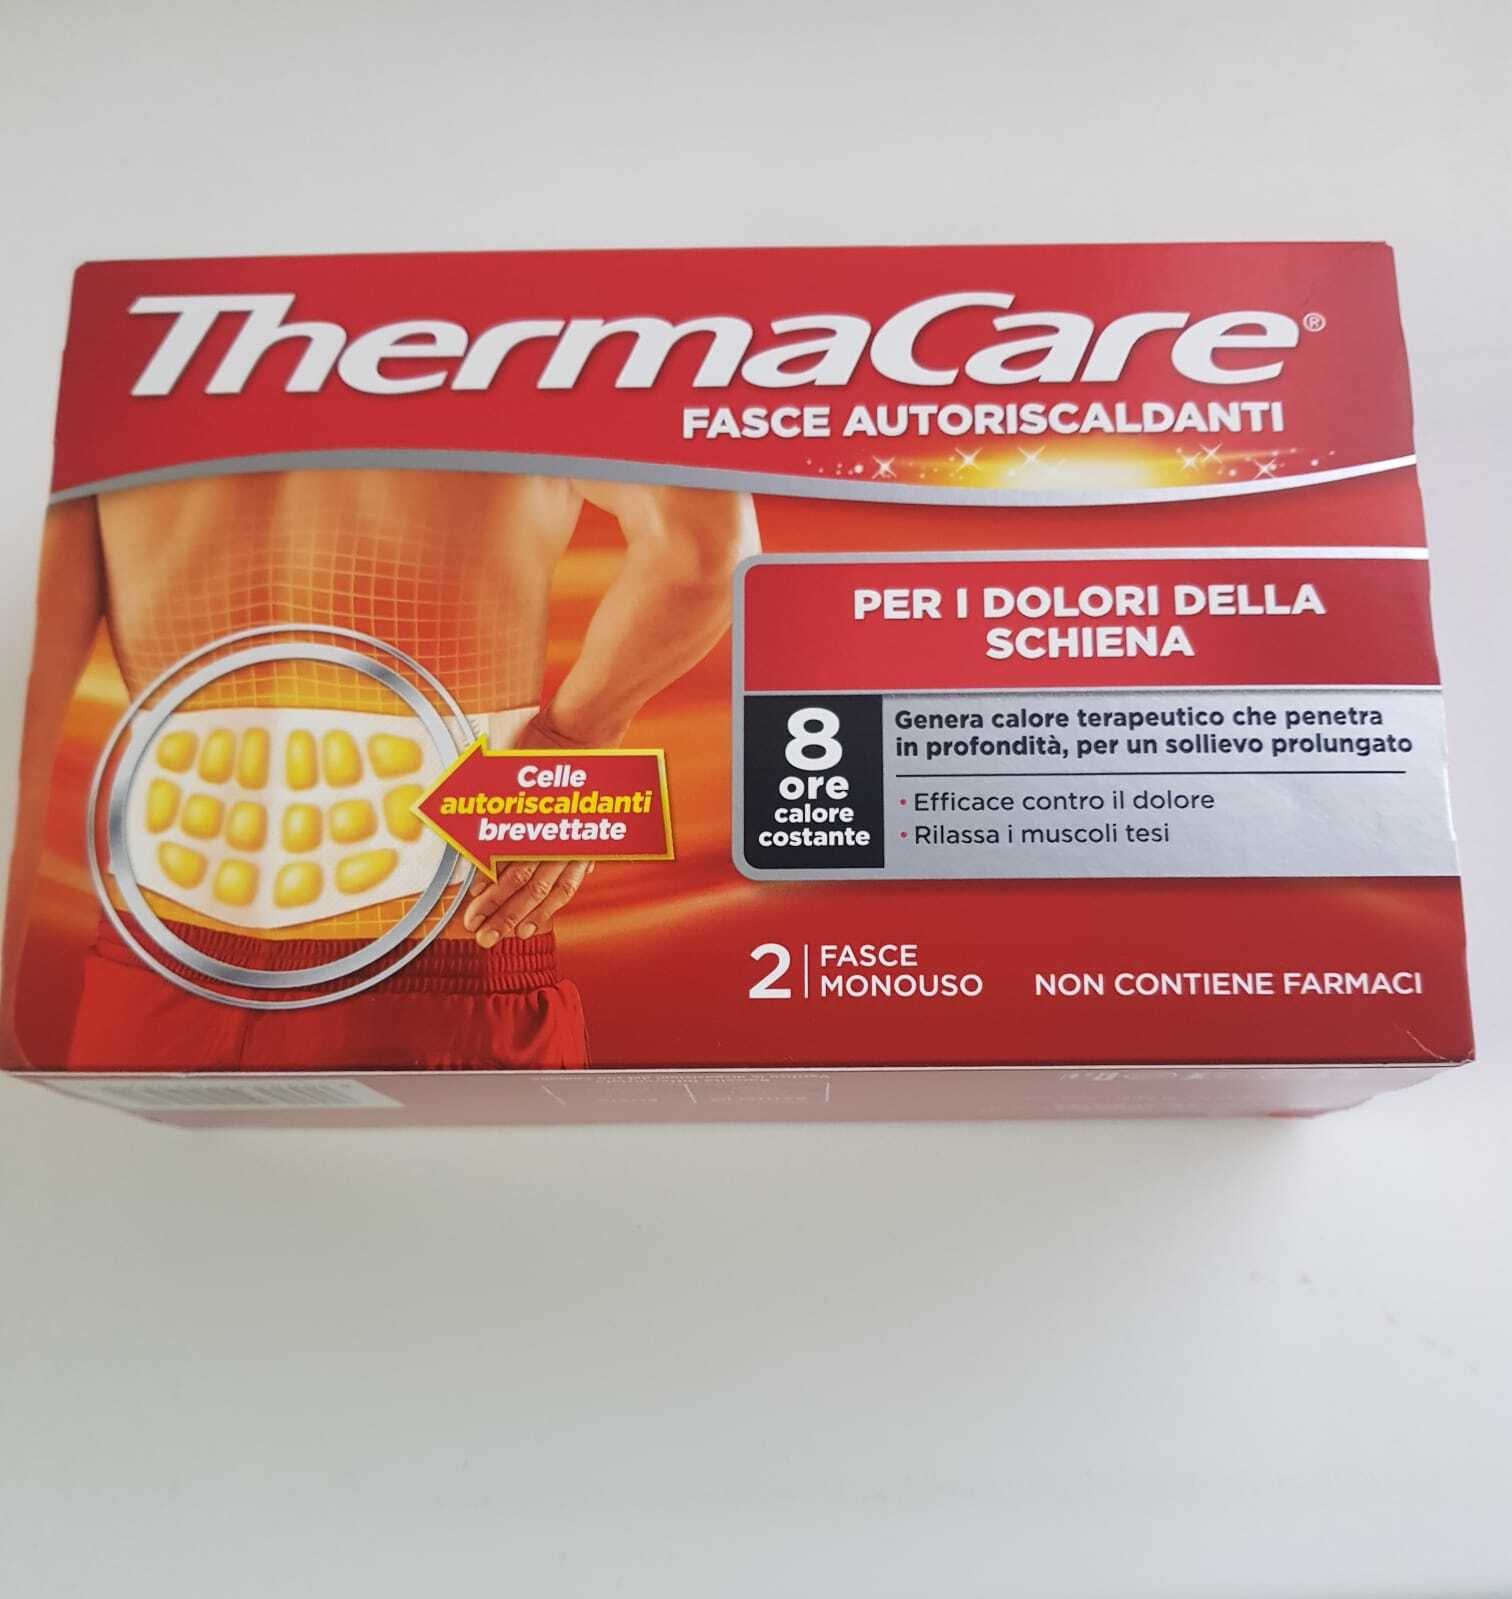 ThermaCare®
FASCE AUTORISCALDANTI
PER I DOLORI DELLA
SCHIENA
8
ore
calore
costante
Genera calore terapeutico che penetra
in profondità, per un sollievo prolungato
• Efficace contro il dolore
• Rilassa i muscoli tesi
Celle
autoriscaldanti
brevettate
2 FASCE
MONOUSO
NON CONTIENE FARMACI